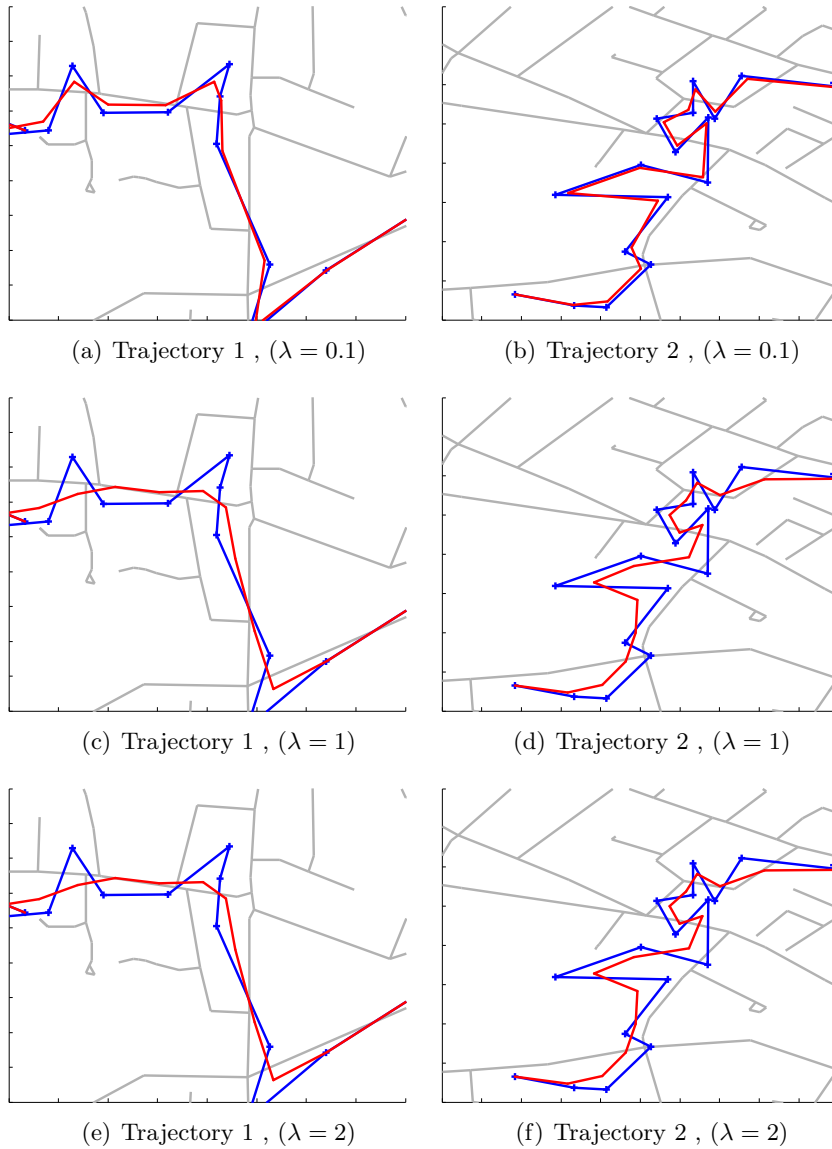 (a) Trajectory 1 , (λ = 0.1)
(b) Trajectory 2 , (λ = 0.1)
(c) Trajectory 1 , (λ = 1)
(d) Trajectory 2 , (λ = 1)
(e) Trajectory 1 , (λ = 2)
(f) Trajectory 2 , (λ = 2)